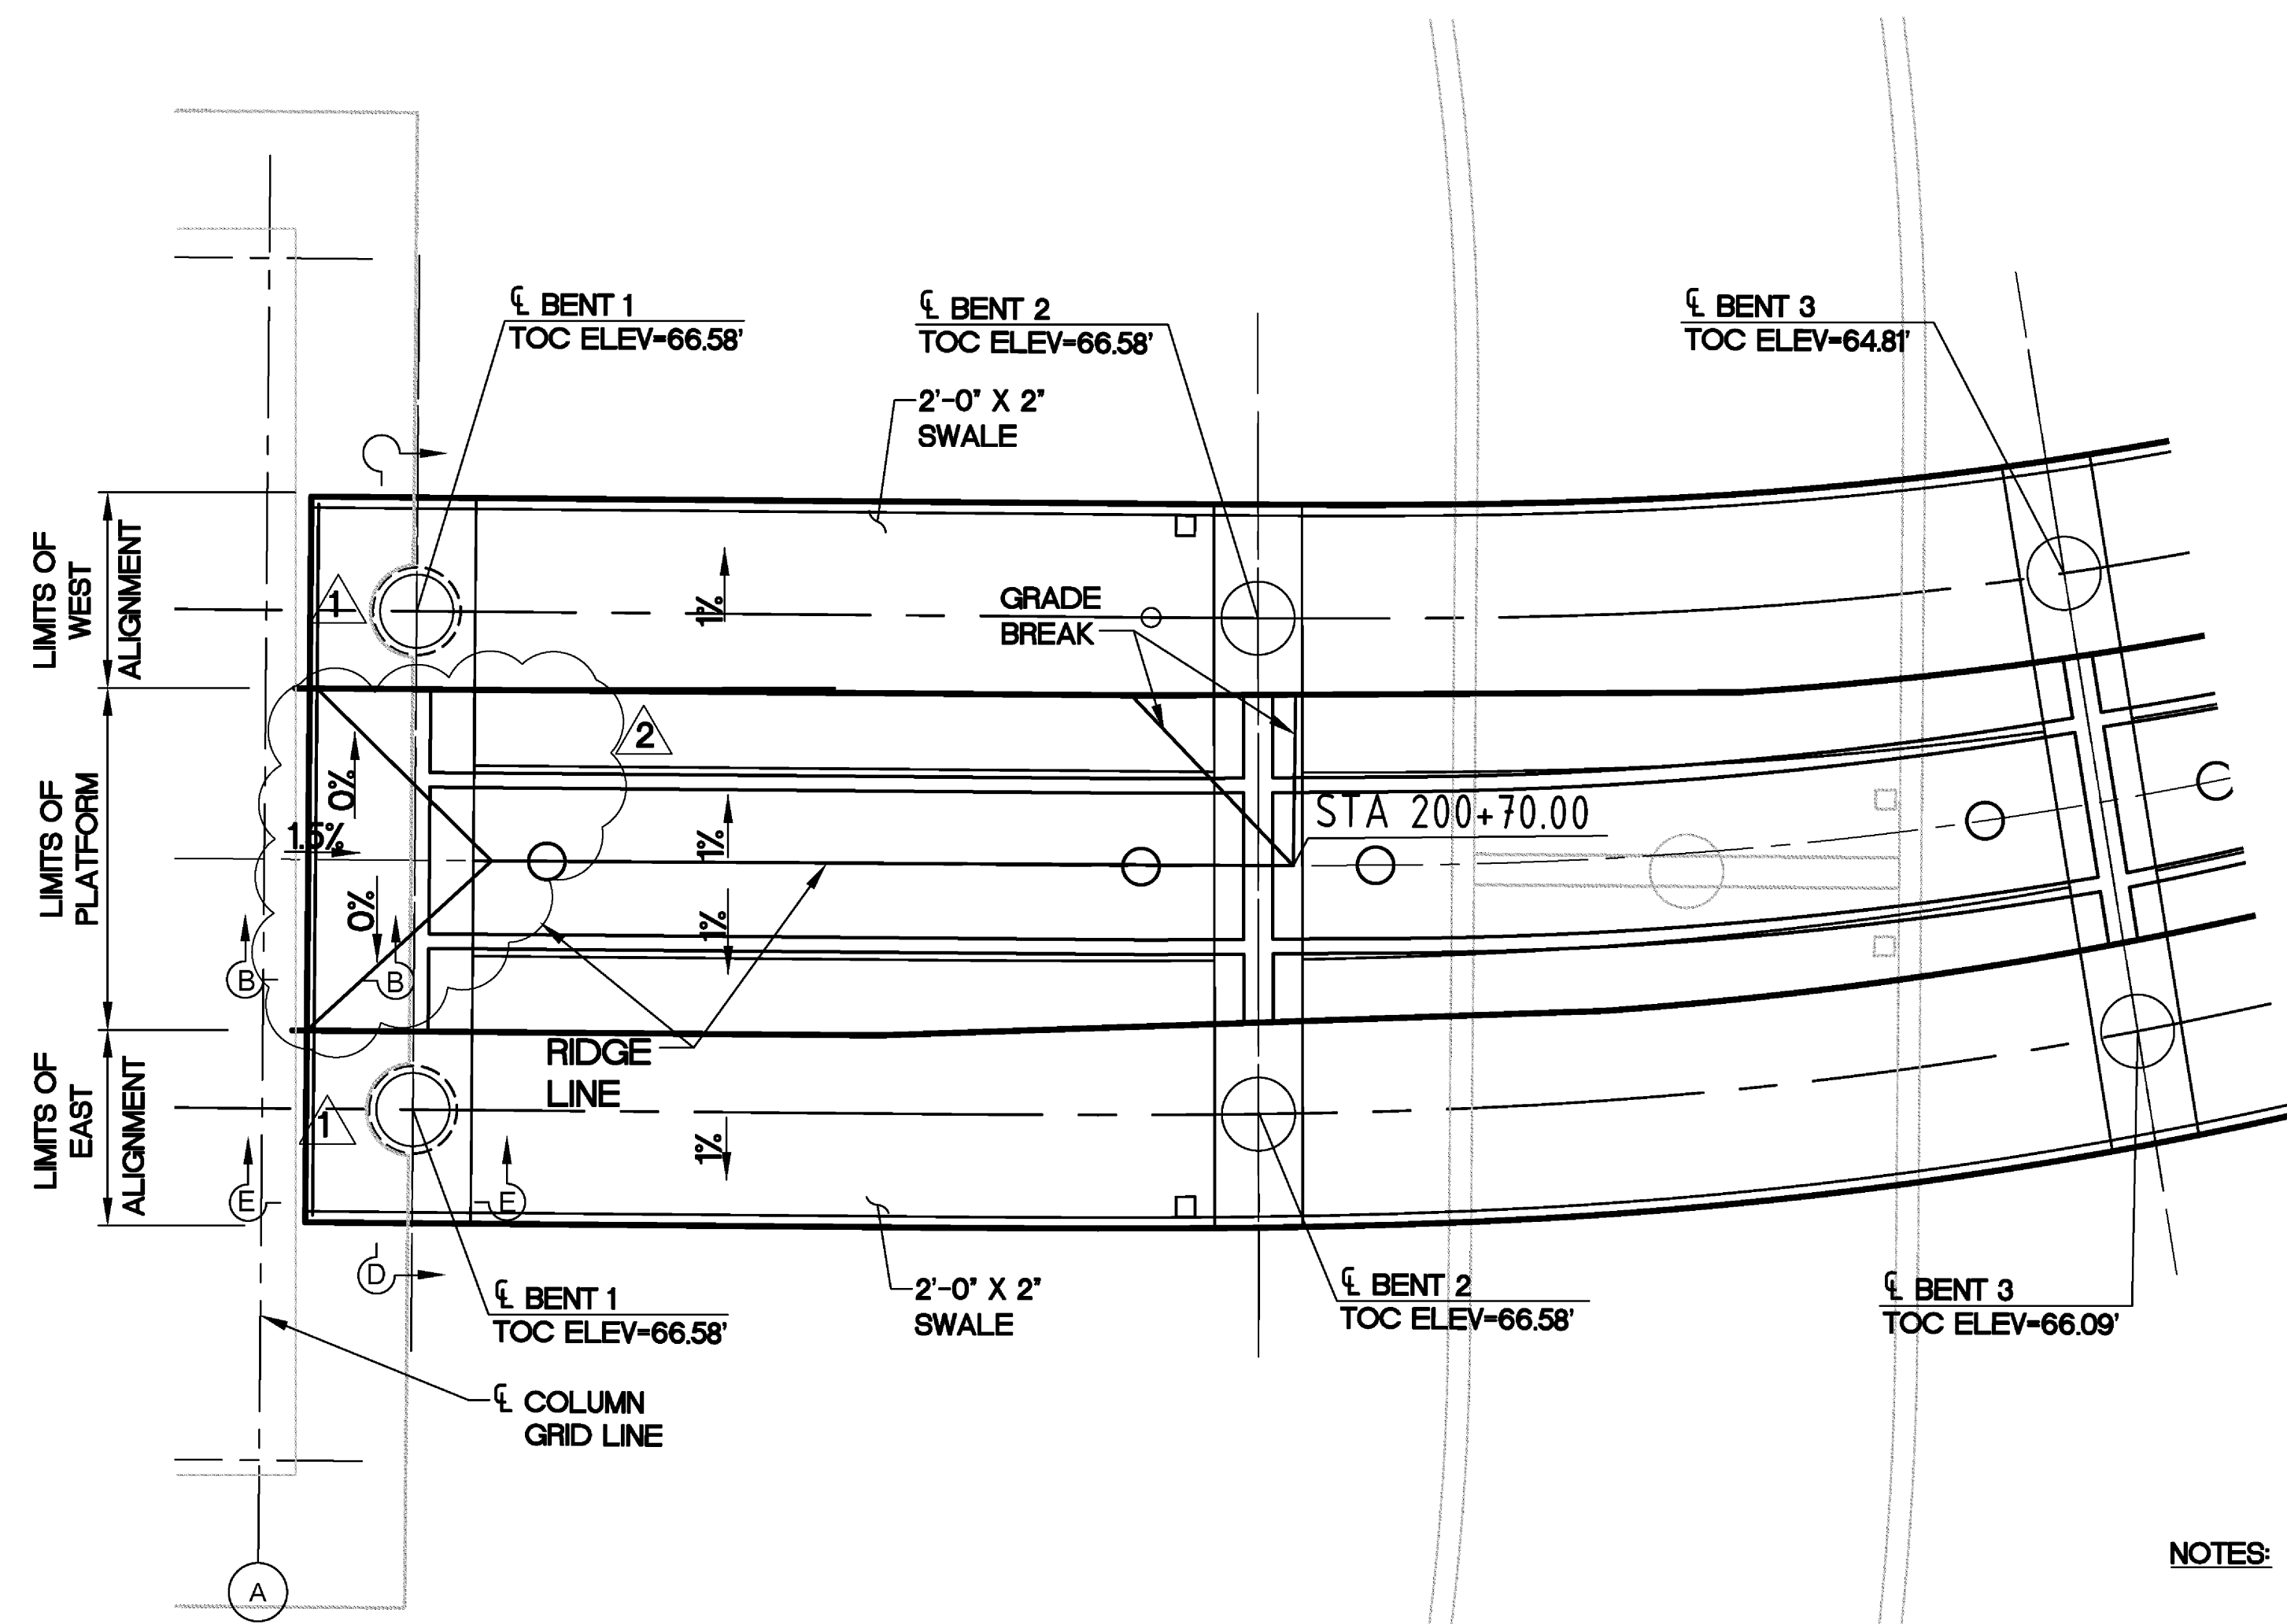 ℄ BENT 1
TOC ELEV=66.58'
℄ BENT 2
TOC ELEV=66.58'
℄ BENT 3
TOC ELEV=64.81'
2'-0" X 2"
SWALE
LIMITS OF
WEST
ALIGNMENT
1
1%
GRADE
BREAK
2
LIMITS OF
PLATFORM
0%
1.5%
0%
1%
1%
STA 200+70.00
B
B
RIDGE
LINE
LIMITS OF
EAST
ALIGNMENT
1
1%
E
E
D
℄ BENT 1
TOC ELEV=66.58'
2'-0" X 2"
SWALE
℄ BENT 2
TOC ELEV=66.58'
℄ BENT 3
TOC ELEV=66.09'
℄ COLUMN
GRID LINE
A
NOTES: